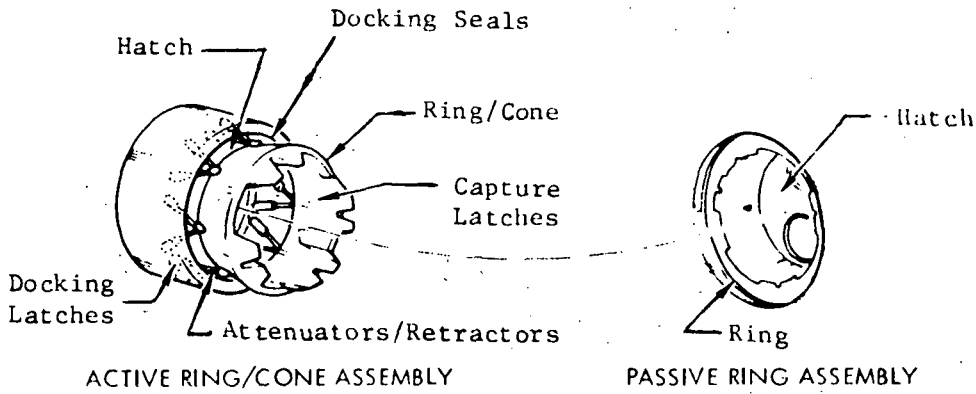 Docking Seals
Hatch
Ring/Cone
Hatch
Capture
Latches
Docking
Latches
Attenuators/Retractors
Ring
ACTIVE RING/CONE ASSEMBLY
PASSIVE RING ASSEMBLY